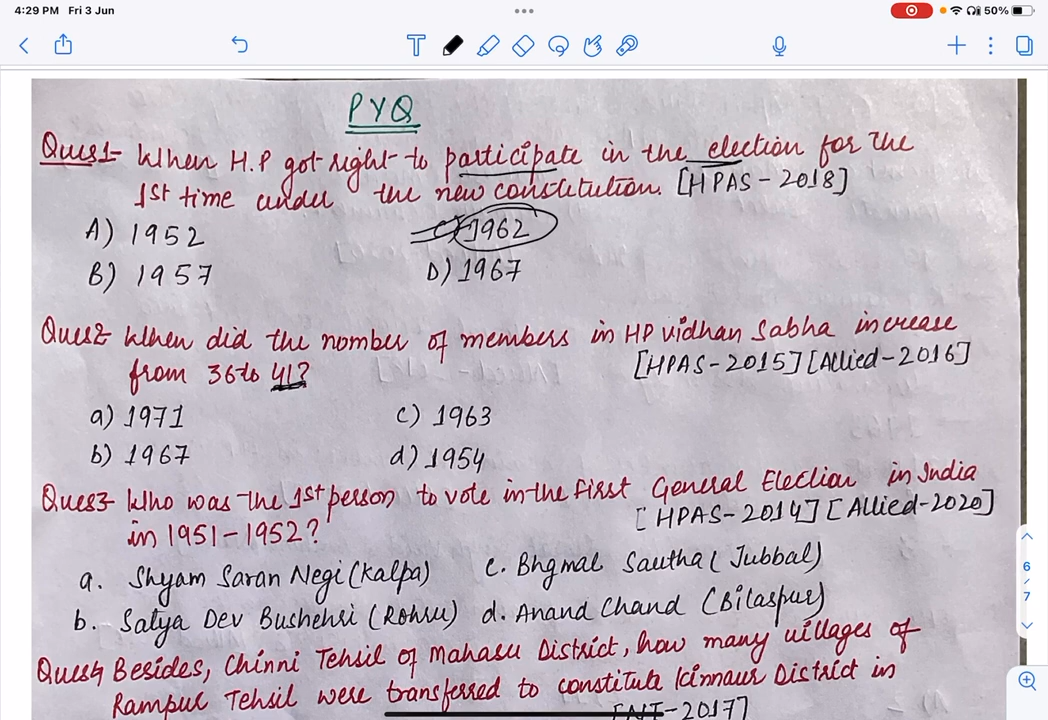 4:29 PM Fri 3 Jun
50%
PYQ
Ques1- When H.P got right to participate in the election for the
1st time under the new constitution. [HPAS-2018]
A) 1952 C) 1962
B) 1957 D) 1967
Ques2 When did the nomber of members in HP vidhan Sabha increase
from 36 to 41? [HPAS-2015] [Allied-2016]
a) 1971 c) 1963
b) 1967 d) 1954
Ques3 Who was the 1st person to vote in the first General Election in India
in 1951-1952? [HPAS-2014] [Allied-2020]
a. Shyam Saran Negi (Kalpa) c. Bhgmal Sautha (Jubbal)
b. Satya Dev Bushehri (Rohru) d. Anand Chand (Bilaspur)
6
/
7
Ques4 Besides, Chinni Tehsil of Mahasu District, how many villages of
Rampul Tehsil were transferred to constitute Kinnaur District in
[NT-2017]